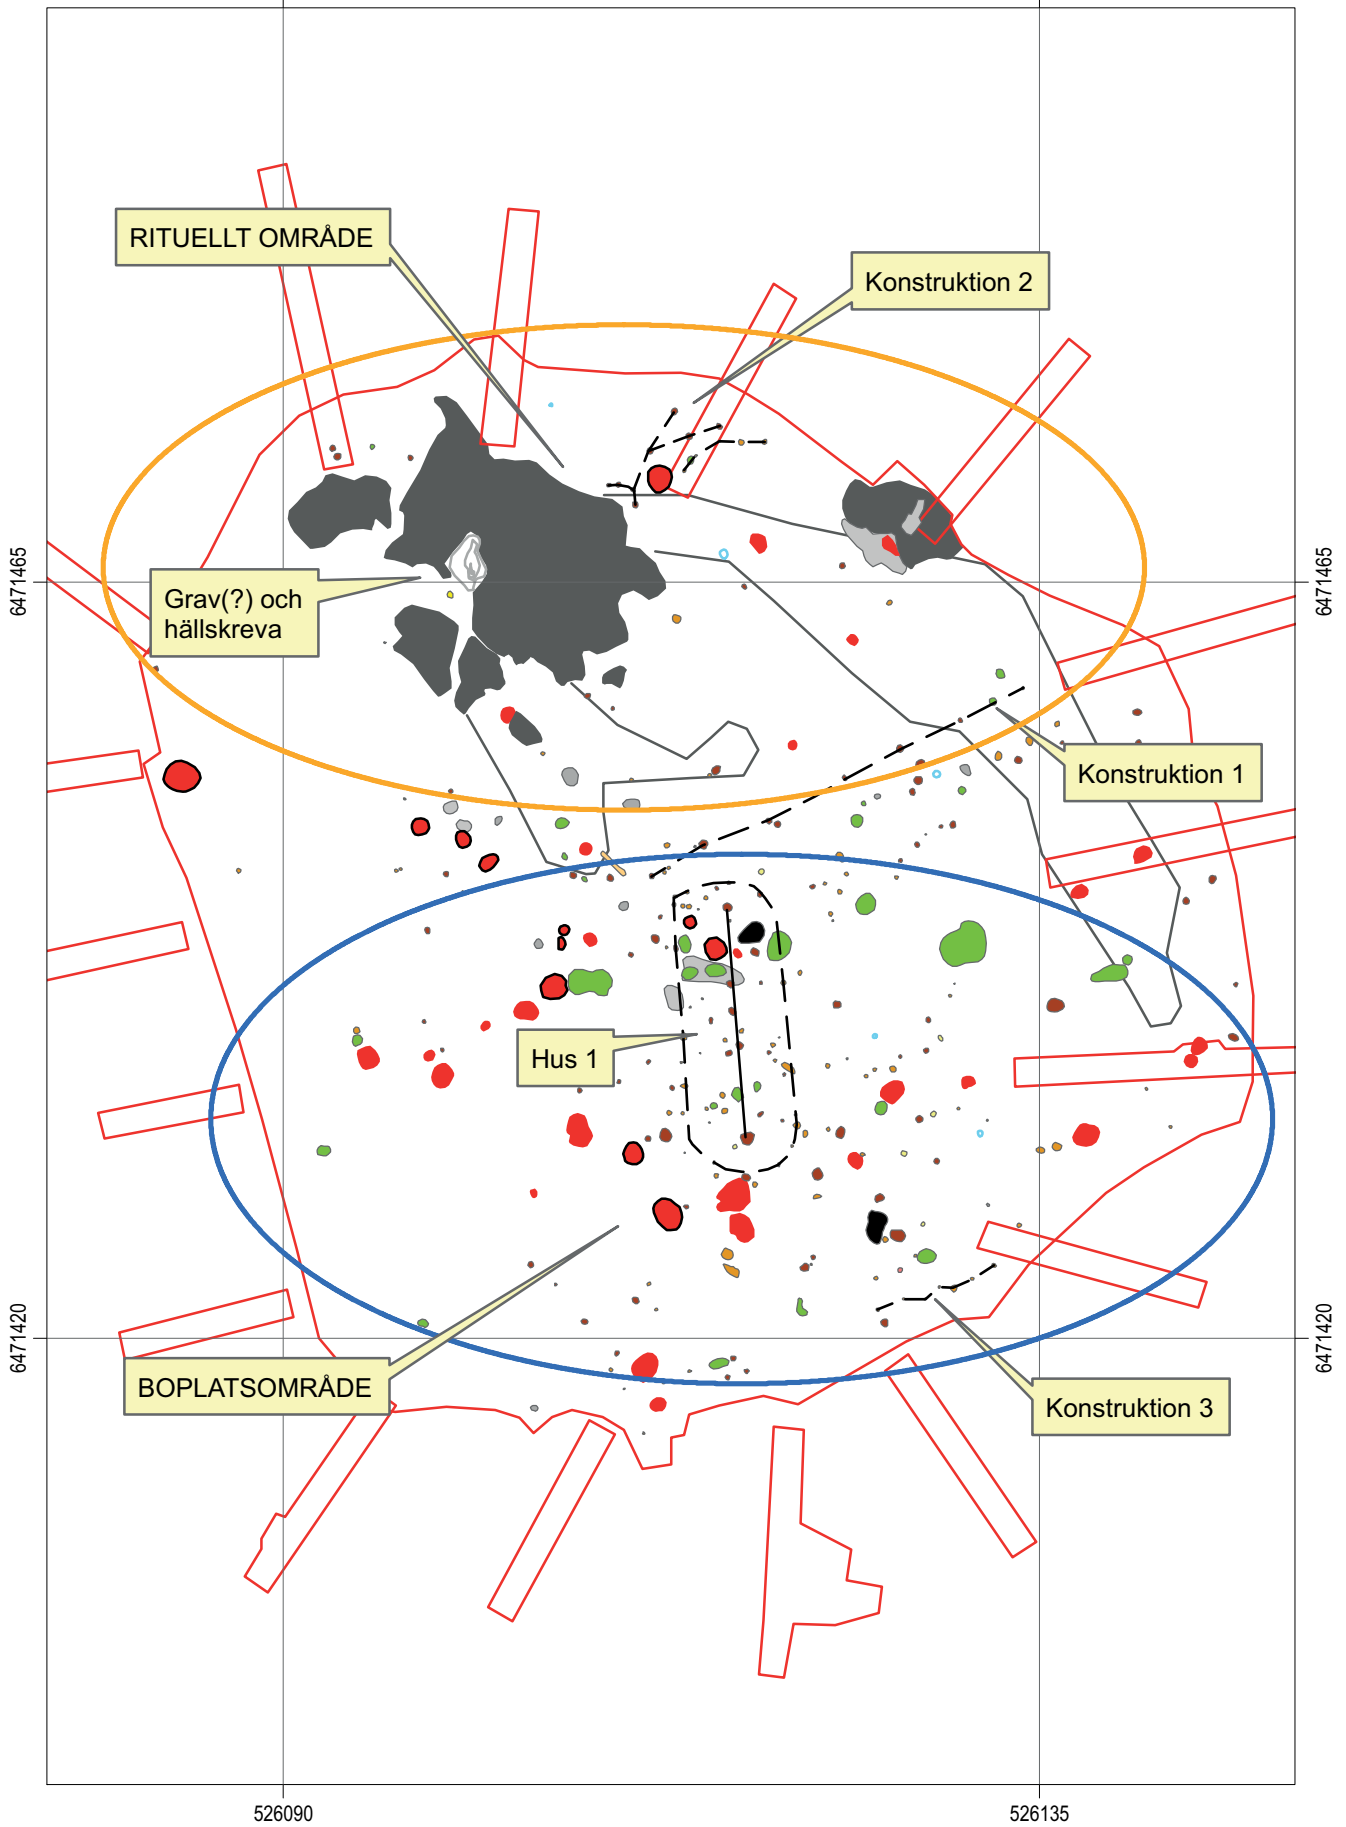 RITUELLT OMRÅDE
Konstruktion 2
6471465
6471465
Grav(?) och
hällskreva
Konstruktion 1
Hus 1
6471420
6471420
BOPLATSOMRÅDE
Konstruktion 3
526090
526135